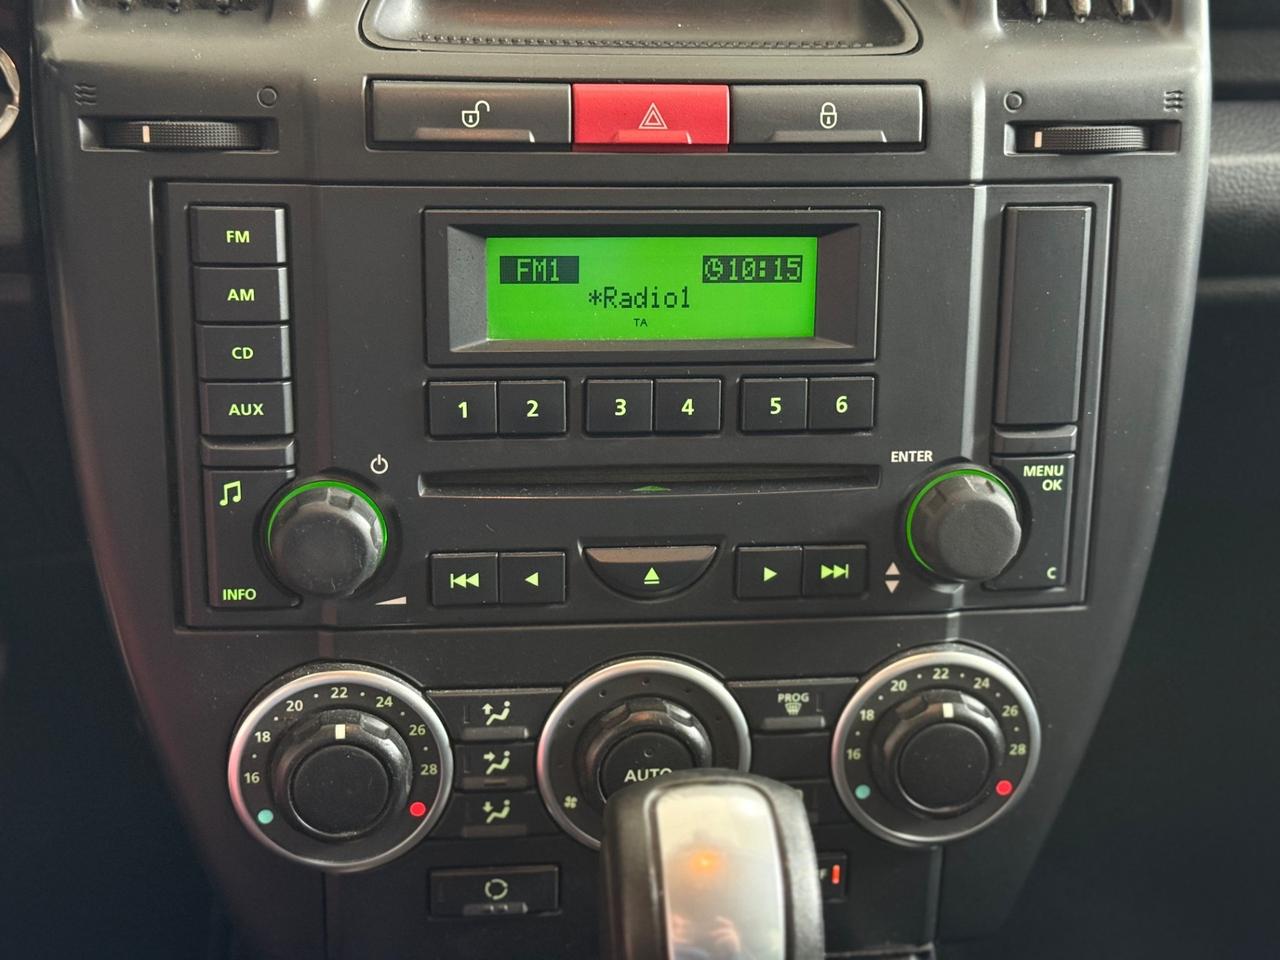 FM
AM
CD
AUX
INFO
FM1 10:15
*Radio1
TA
1 2 3 4 5 6
ENTER
MENU
OK
C
16 18 20 22 24 26 28
AUTO
PROG
16 18 20 22 24 26 28